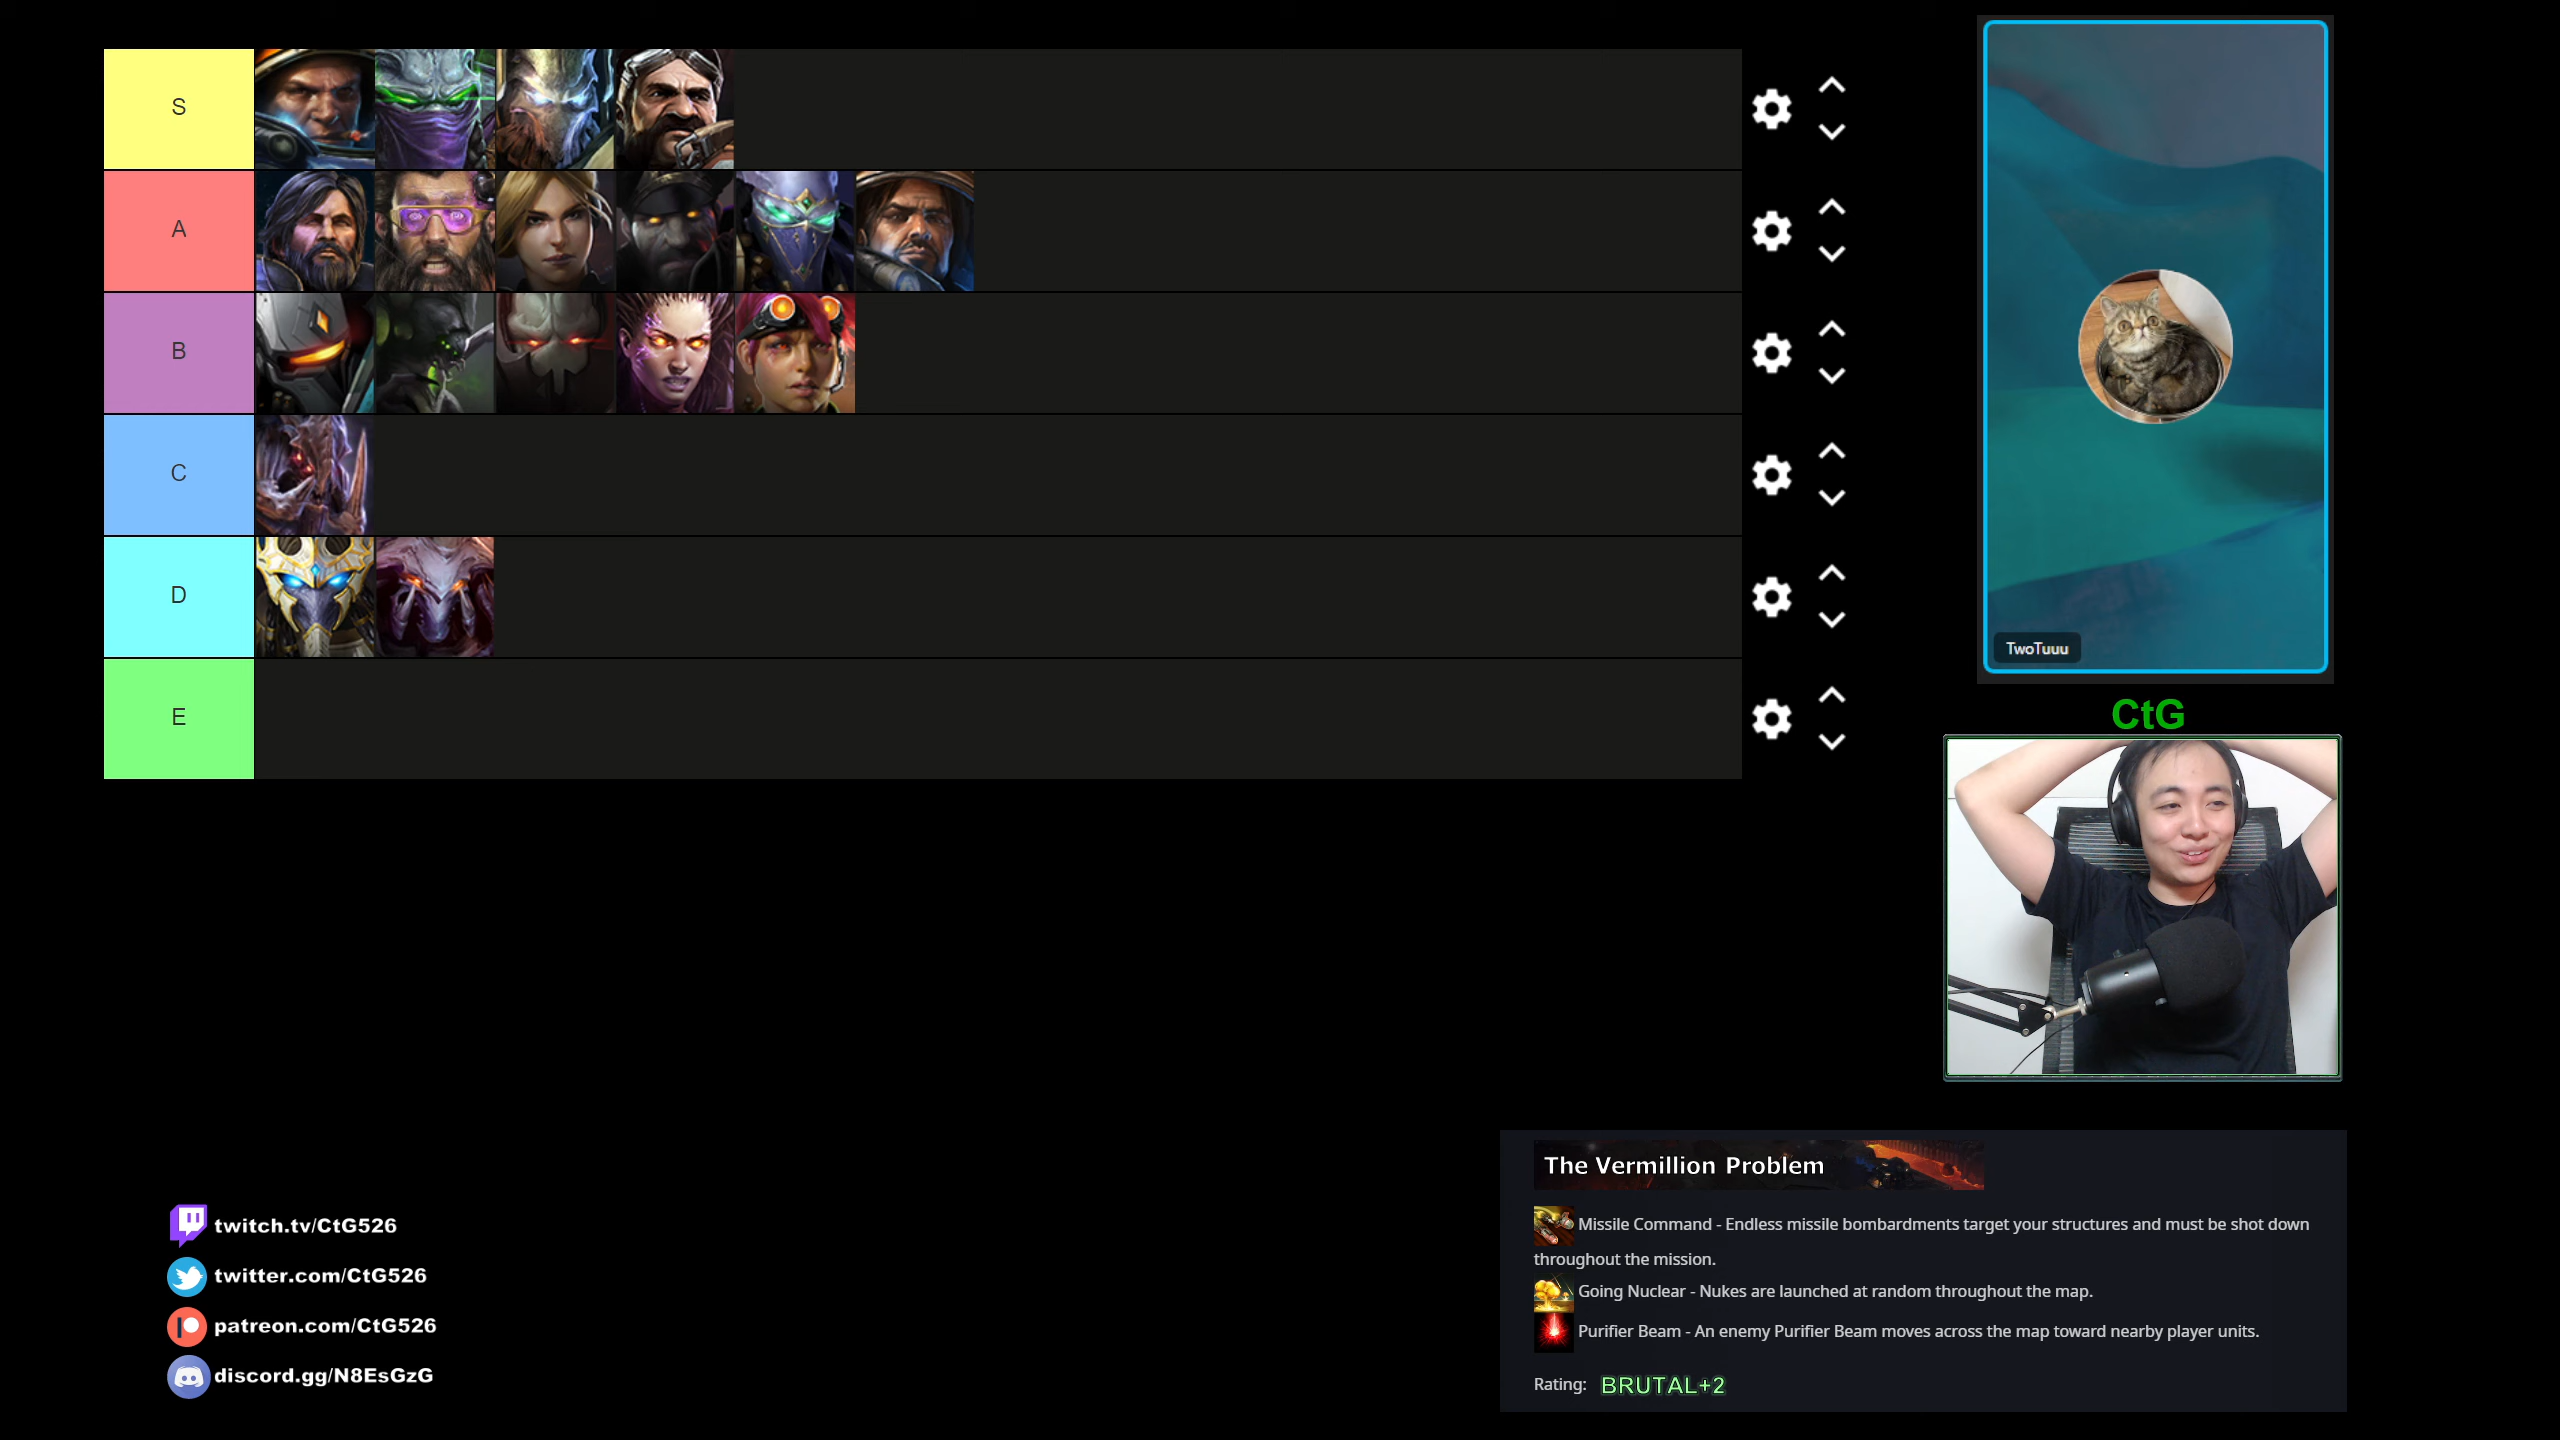 S
A
B
C
D
E
TwoTuuu
CtG
The Vermillion Problem
Missile Command - Endless missile bombardments target your structures and must be shot down
throughout the mission.
Going Nuclear - Nukes are launched at random throughout the map.
Purifier Beam - An enemy Purifier Beam moves across the map toward nearby player units.
Rating: BRUTAL+2
twitch.tv/CtG526
twitter.com/CtG526
patreon.com/CtG526
discord.gg/N8EsGzG